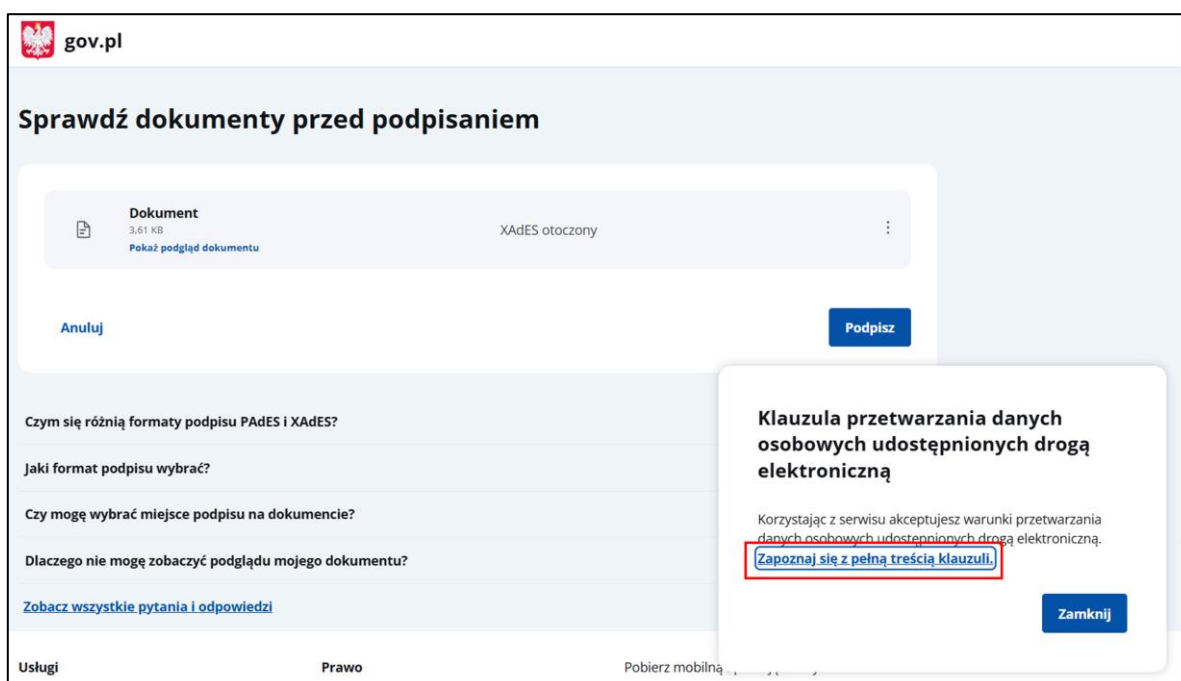 gov.pl
Sprawdź dokumenty przed podpisaniem
Dokument
3,61 KB
Pokaż podgląd dokumentu
XAdES otoczony
Anuluj
Podpisz
Czym się różnią formaty podpisu PAdES i XAdES?
Jaki format podpisu wybrać?
Czy mogę wybrać miejsce podpisu na dokumencie?
Dlaczego nie mogę zobaczyć podglądu mojego dokumentu?
Zobacz wszystkie pytania i odpowiedzi
Klauzula przetwarzania danych
osobowych udostępnionych drogą
elektroniczną
Korzystając z serwisu akceptujesz warunki przetwarzania
danych osobowych udostępnionych drogą elektroniczną.
Zapoznaj się z pełną treścią klauzuli.
Zamknij
Usługi
Prawo
Pobierz mobilną